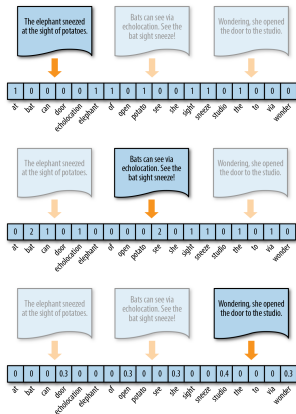 The elephant sneezed
at the sight of potatoes.
Bats can see via
echolocation. See the
bat sight sneeze!
Wondering, she opened
the door to the studio.
1 0 0 0 0 1 1 0 1 0 0 1 1 0 1 0 0 0
at bat can door echolocation elephant of open potato see she sight sneeze studio the to via wonder
The elephant sneezed
at the sight of potatoes.
Bats can see via
echolocation. See the
bat sight sneeze!
Wondering, she opened
the door to the studio.
0 2 1 0 1 0 0 0 0 2 0 1 1 0 0 0 1 0
at bat can door echolocation elephant of open potato see she sight sneeze studio the to via wonder
The elephant sneezed
at the sight of potatoes.
Bats can see via
echolocation. See the
bat sight sneeze!
Wondering, she opened
the door to the studio.
0 0 0 0.3 0 0 0 0.3 0 0 0.3 0 0 0.4 0 0 0 0.3
at bat can door echolocation elephant of open potato see she sight sneeze studio the to via wonder